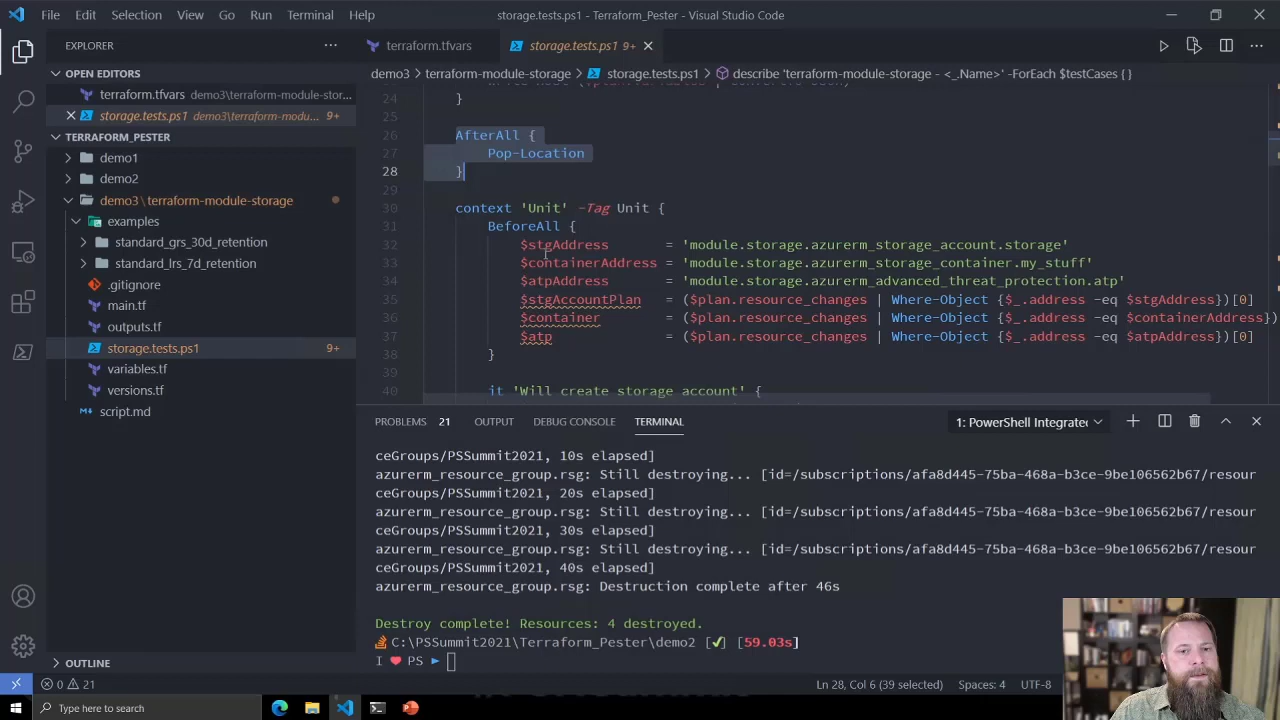 File Edit Selection View Go Run Terminal Help
storage.tests.ps1 - Terraform_Pester - Visual Studio Code
EXPLORER
OPEN EDITORS
terraform.tfvars demo3\terraform-module-stor...
storage.tests.ps1 demo3\terraform-modu... 9+
TERRAFORM_PESTER
demo1
demo2
demo3\terraform-module-storage
examples
standard_grs_30d_retention
standard_lrs_7d_retention
.gitignore
main.tf
outputs.tf
storage.tests.ps1 9+
variables.tf
versions.tf
script.md
OUTLINE
terraform.tfvars
storage.tests.ps1 9+
demo3 > terraform-module-storage > storage.tests.ps1 > describe 'terraform-module-storage - <_.Name>' -ForEach $testCases {}
24 }
25
26 AfterAll {
27 Pop-Location
28 }
29
30 context 'Unit' -Tag Unit {
31 BeforeAll {
32 $stgAddress = 'module.storage.azurerm_storage_account.storage'
33 $containerAddress = 'module.storage.azurerm_storage_container.my_stuff'
34 $atpAddress = 'module.storage.azurerm_advanced_threat_protection.atp'
35 $stgAccountPlan = ($plan.resource_changes | Where-Object {$_.address -eq $stgAddress})[0]
36 $container = ($plan.resource_changes | Where-Object {$_.address -eq $containerAddress})
37 $atp = ($plan.resource_changes | Where-Object {$_.address -eq $atpAddress})[0]
38 }
39
40 it 'Will create storage account' {
PROBLEMS 21 OUTPUT DEBUG CONSOLE TERMINAL
1: PowerShell Integrate
ceGroups/PSSummit2021, 10s elapsed]
azurerm_resource_group.rsg: Still destroying... [id=/subscriptions/afa8d445-75ba-468a-b3ce-9be106562b67/resour
ceGroups/PSSummit2021, 20s elapsed]
azurerm_resource_group.rsg: Still destroying... [id=/subscriptions/afa8d445-75ba-468a-b3ce-9be106562b67/resour
ceGroups/PSSummit2021, 30s elapsed]
azurerm_resource_group.rsg: Still destroying... [id=/subscriptions/afa8d445-75ba-468a-b3ce-9be106562b67/resour
ceGroups/PSSummit2021, 40s elapsed]
azurerm_resource_group.rsg: Destruction complete after 46s
Destroy complete! Resources: 4 destroyed.
C:\PSSummit2021\Terraform_Pester\demo2 [✓] [59.03s]
I ❤ PS ►
0 21
Ln 28, Col 6 (39 selected) Spaces: 4 UTF-8
Type here to search